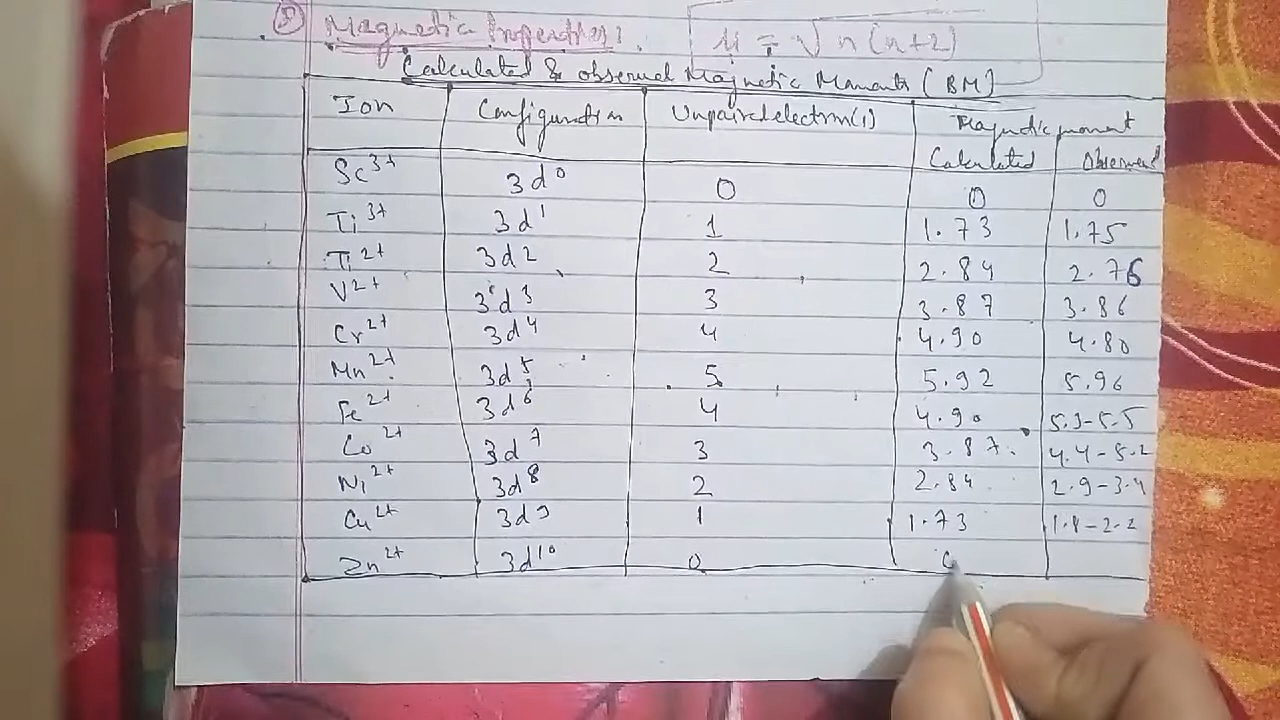 5 Magnetic Properties: μ = √n(n+2)
Calculated & observed Magnetic Moments (BM)
Ion Configuration Unpaired electron(s) Magnetic moment
Calculated Observed
Sc3+ 3d0 0 0 0
Ti3+ 3d1 1 1.73 1.75
Ti2+ 3d2 2 2.84 2.76
V2+ 3d3 3 3.87 3.86
Cr2+ 3d4 4 4.90 4.80
Mn2+ 3d5 5 5.92 5.96
Fe2+ 3d6 4 4.90 5.3-5.5
Co2+ 3d7 3 3.87 4.4-5.2
Ni2+ 3d8 2 2.84 2.9-3.4
Cu2+ 3d9 1 1.73 1.8-2.2
Zn2+ 3d10 0